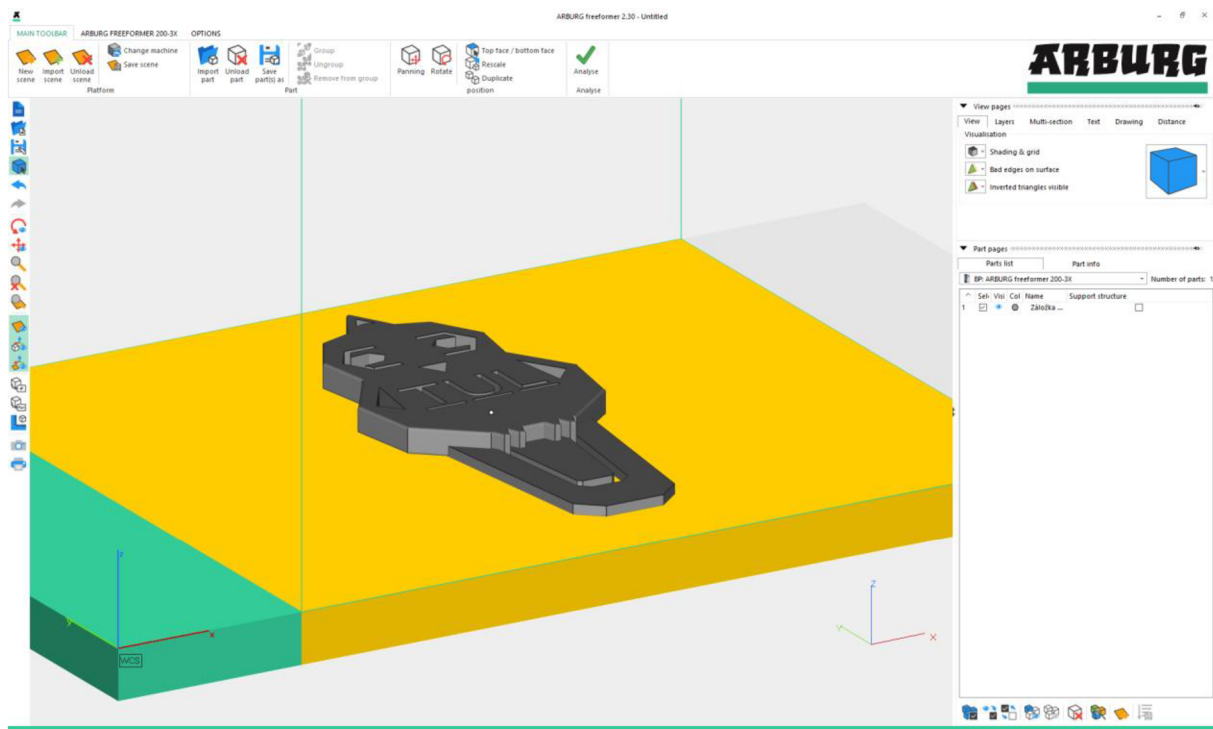 ARBURG freeformer 2.30 - Untitled
MAIN TOOLBAR ARBURG FREEFORMER 200-3X OPTIONS
New scene
Import scene
Unload scene
Change machine
Save scene
Platform
Import part
Unload part
Save part(s) as
Group
Ungroup
Remove from group
Part
Panning
Rotate
Top face / bottom face
Rescale
Duplicate
position
Analyse
Analyse
ARBURG
View pages
View Layers Multi-section Text Drawing Distance
Visualisation
Shading & grid
Bad edges on surface
Inverted triangles visible
Part pages
Parts list Part info
BP: ARBURG freeformer 200-3X Number of parts: 1
Sel Visi Col Name Support structure
1 Záložka ...
TUL
z
y
x
WCS
Z
Y
X